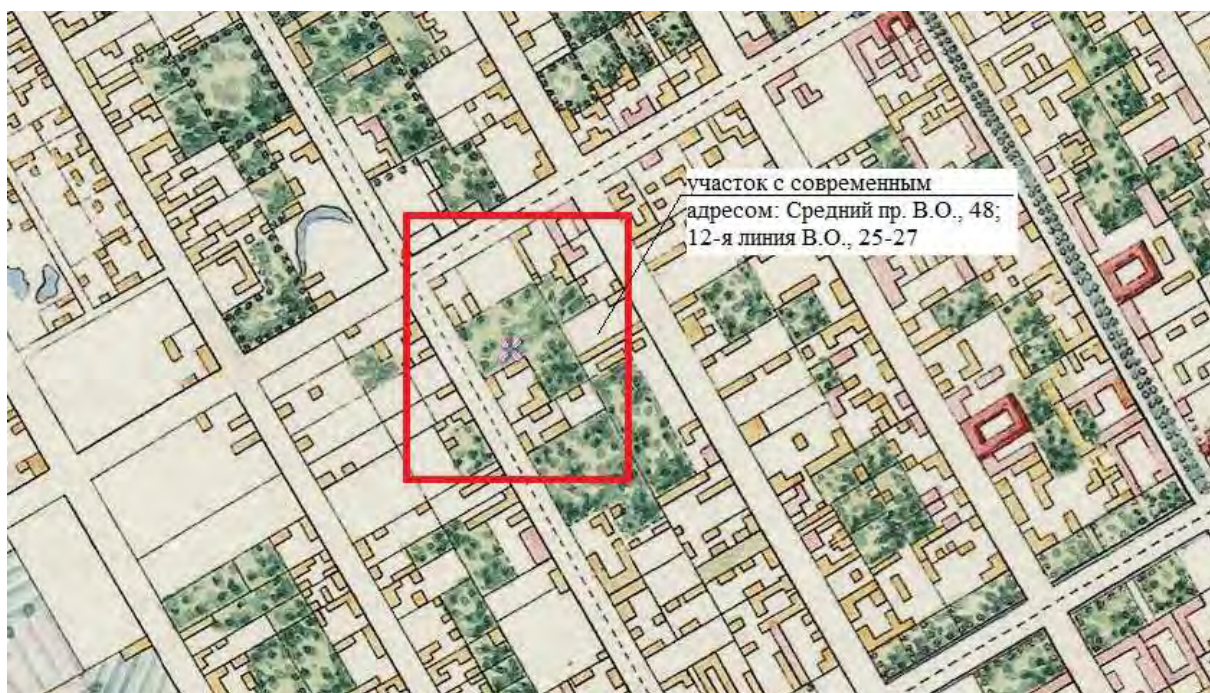 участок с современным
адресом: Средний пр. В.О., 48;
12-я линия В.О., 25-27